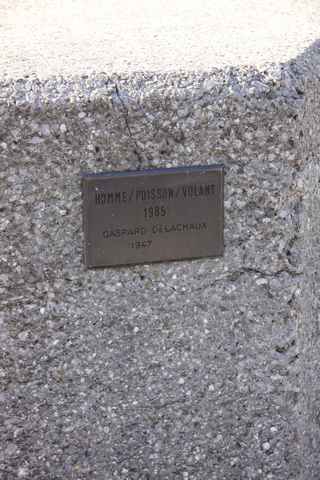 HOMME/POISSON/VOLANT
1985
GASPARD DELACHAUX
1947